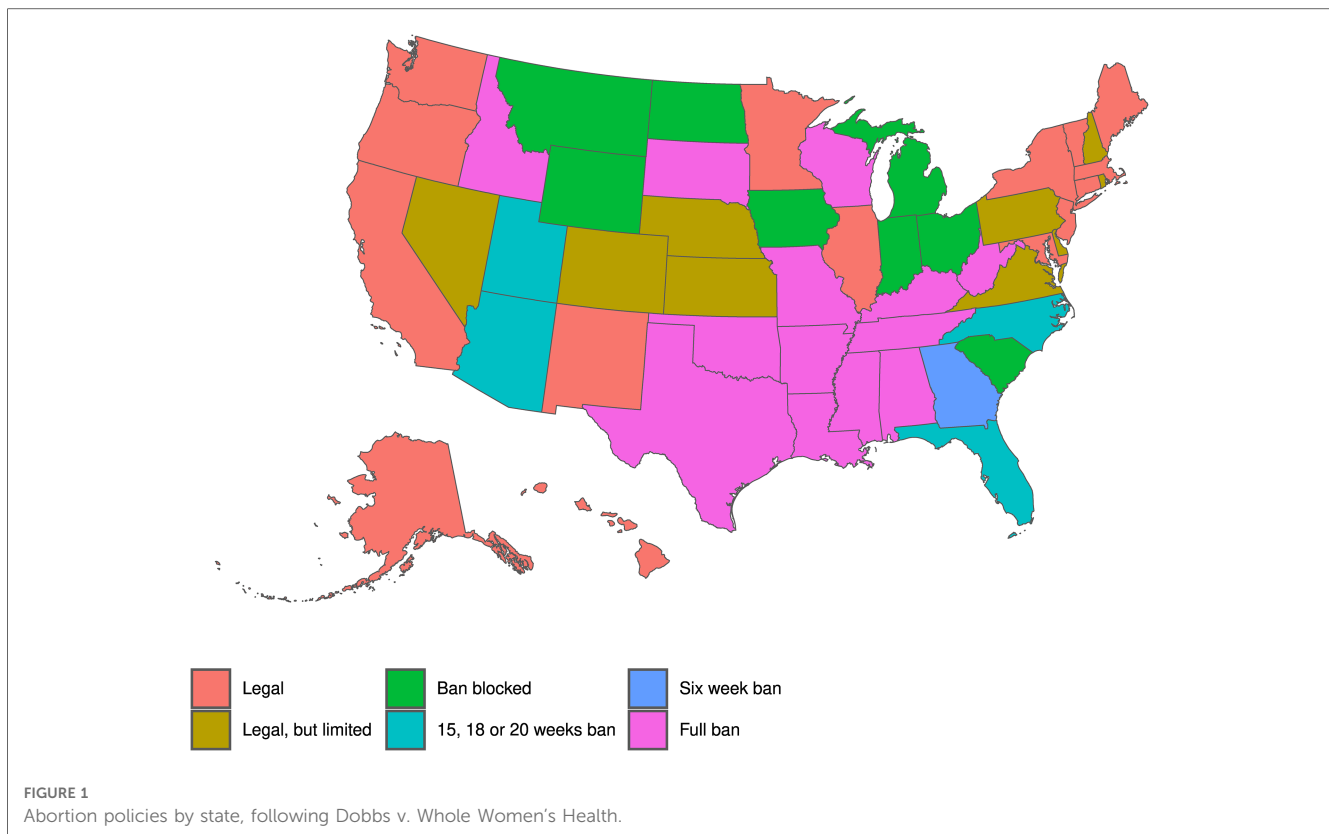 Legal
Legal, but limited
Ban blocked
15, 18 or 20 weeks ban
Six week ban
Full ban
FIGURE 1
Abortion policies by state, following Dobbs v. Whole Women's Health.